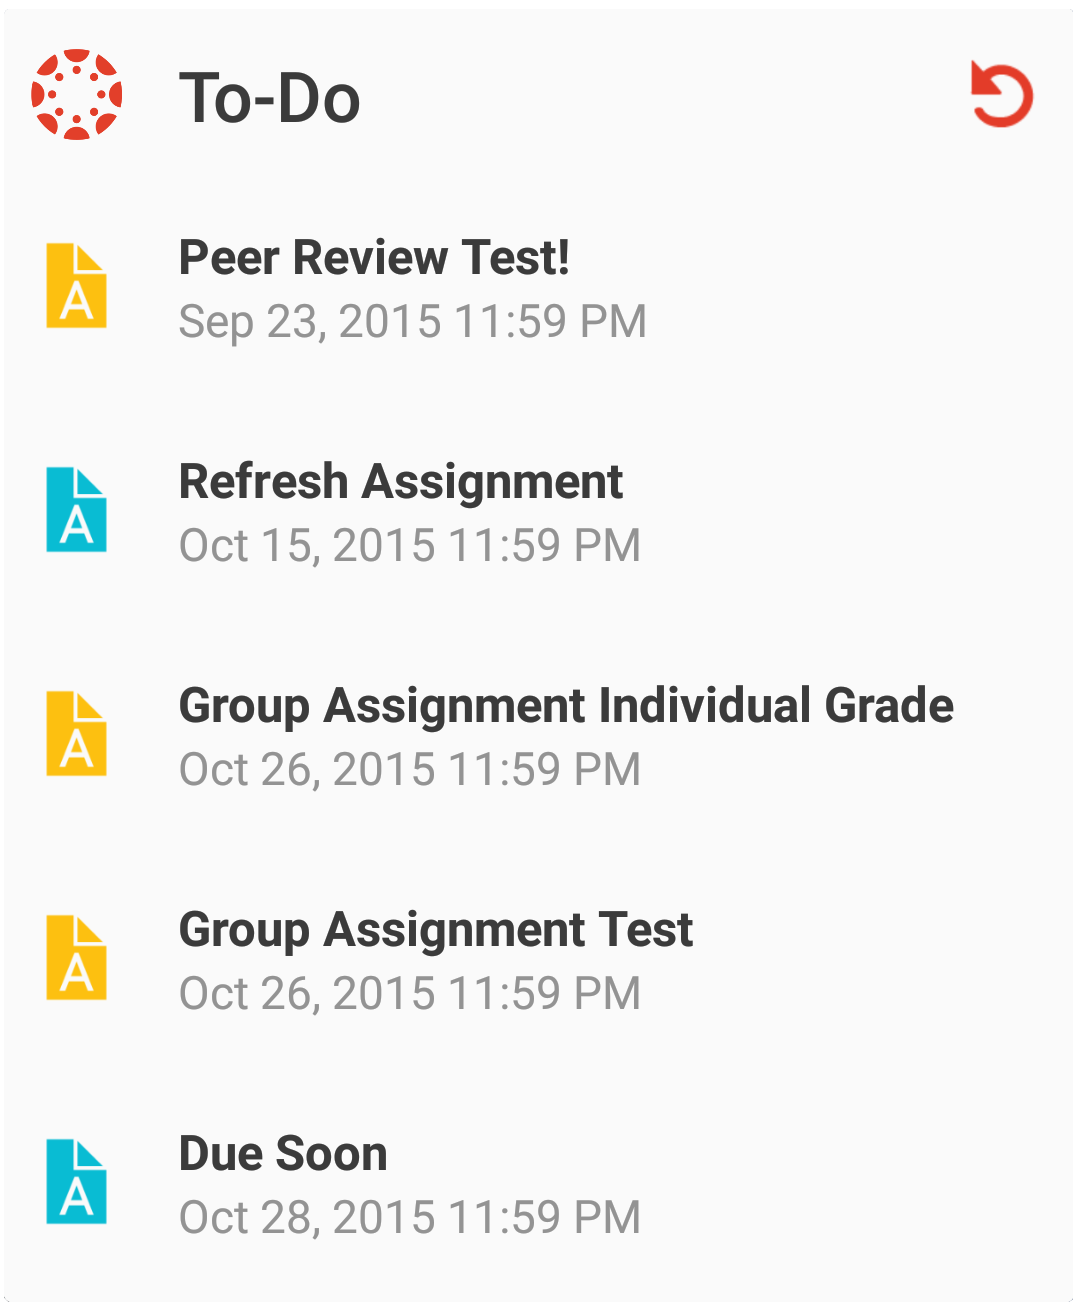 To-Do
Peer Review Test!
Sep 23, 2015 11:59 PM
A
Refresh Assignment
Oct 15, 2015 11:59 PM
A
Group Assignment Individual Grade
Oct 26, 2015 11:59 PM
A
Group Assignment Test
Oct 26, 2015 11:59 PM
A
Due Soon
Oct 28, 2015 11:59 PM
A